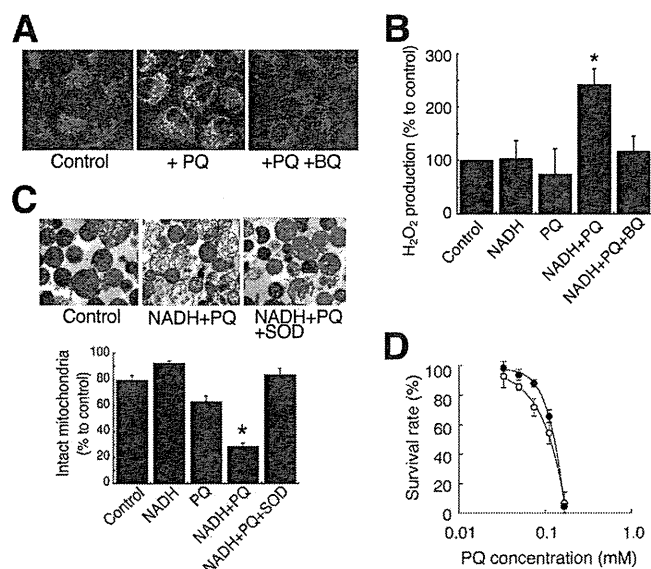 A
Control
+ PQ
+PQ +BQ
B
H₂O₂ production (% to control)
300
200
100
0
Control
NADH
PQ
NADH+PQ
NADH+PQ+BQ
*
C
Control
NADH+PQ
NADH+PQ
+SOD
Intact mitochondria
(% to control)
80
80
60
40
20
0
Control
NADH
PQ
NADH+PQ
NADH+PQ+SOD
*
D
Survival rate (%)
100
80
60
40
20
0
0.01
0.1
1.0
PQ concentration (mM)